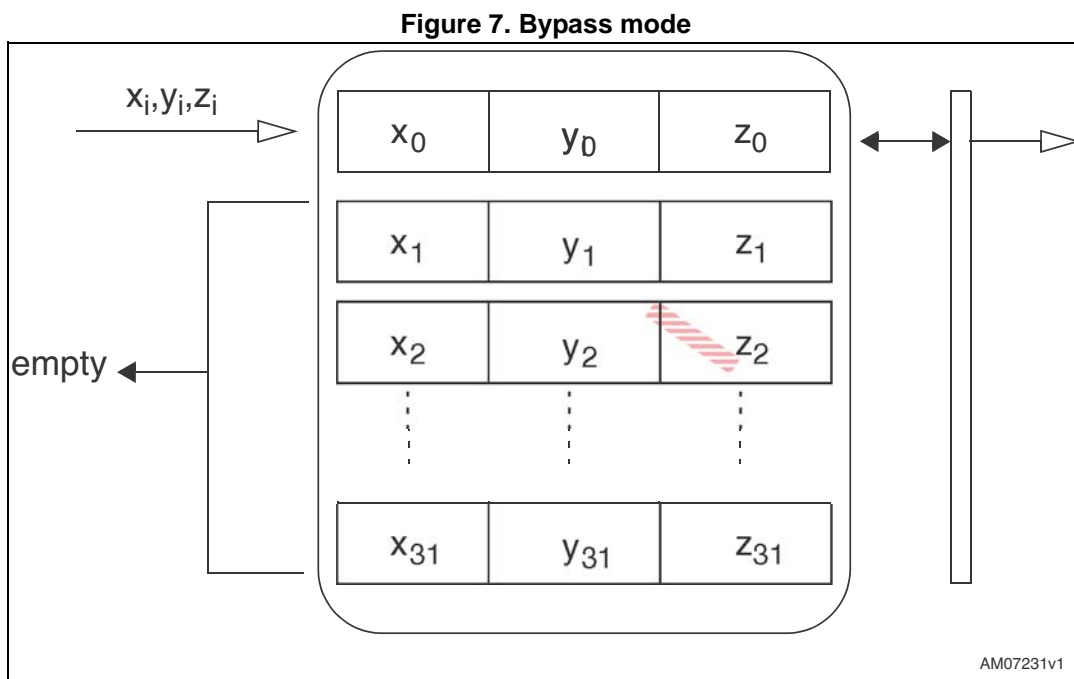 Figure 7. Bypass mode
xᵢ,yᵢ,zᵢ
x₀ y₀ z₀
x₁ y₁ z₁
x₂ y₂ z₂
empty
x₃₁ y₃₁ z₃₁
AM07231v1